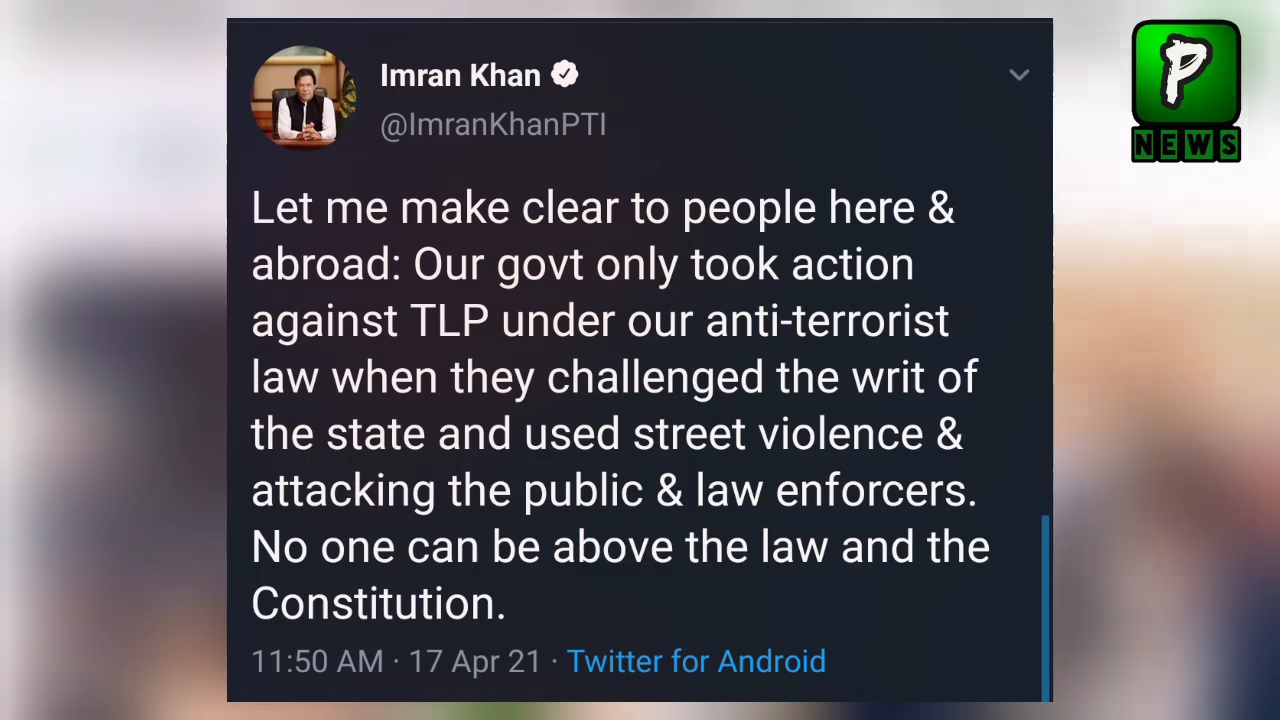 Imran Khan
@ImranKhanPTI
Let me make clear to people here &
abroad: Our govt only took action
against TLP under our anti-terrorist
law when they challenged the writ of
the state and used street violence &
attacking the public & law enforcers.
No one can be above the law and the
Constitution.
11:50 AM · 17 Apr 21 · Twitter for Android
P
NEWS